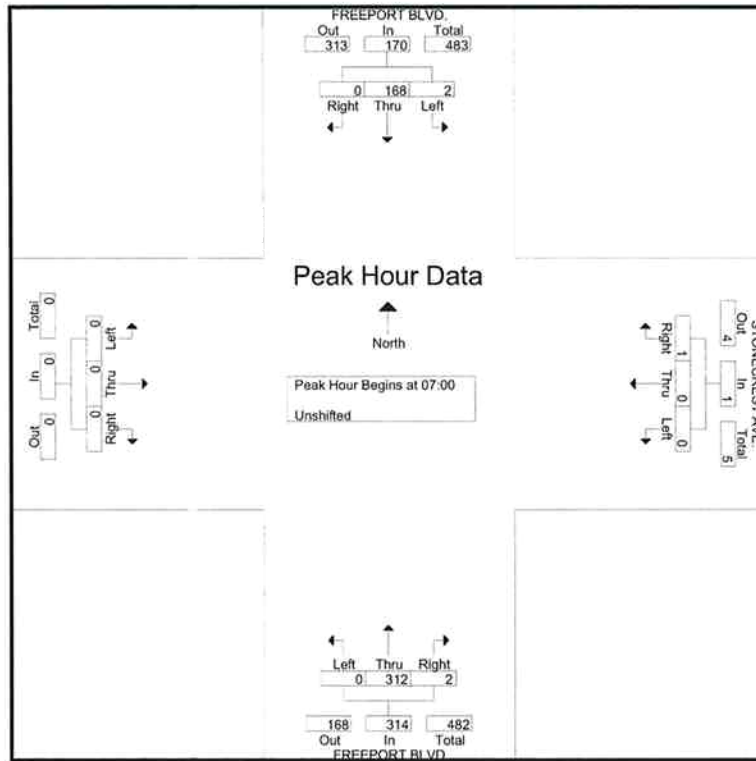 FREEPORT BLVD.
Out In Total
313 170 483
0 168 2
Right Thru Left
Peak Hour Data
North
Peak Hour Begins at 07:00
Unshifted
Total In Out
0 0 0
0 0 0
Left Thru Right
Right Thru Left
1 0 0
Out In Total
4 1 5
STONECREST AVE.
Left Thru Right
0 312 2
168 314 482
Out In Total
FREEPORT BLVD.